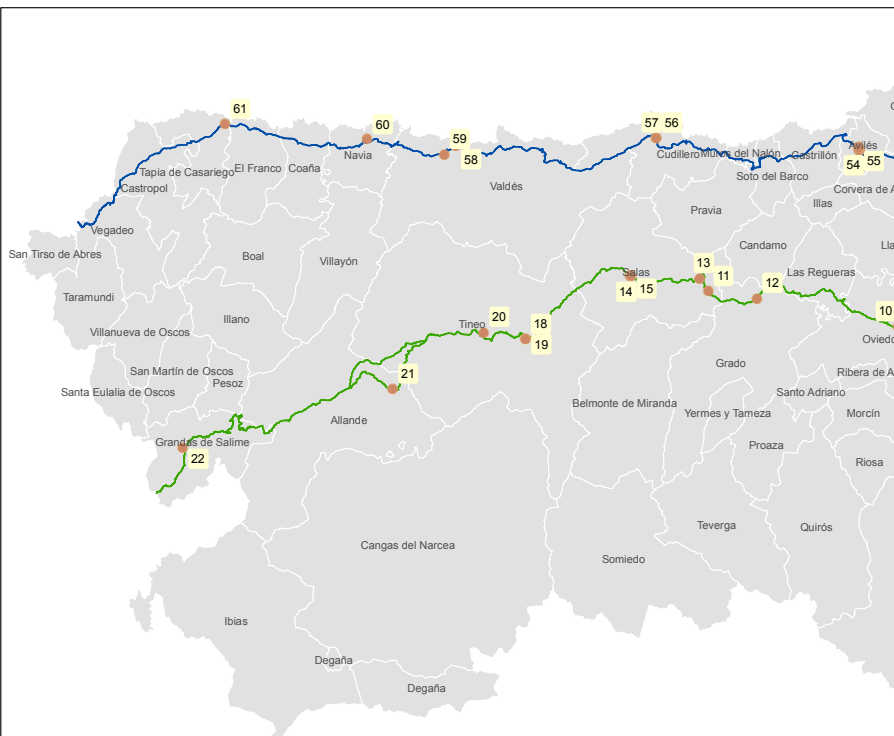 61
60
59
58
57 56
54 55
Navia
Cudillero
Muros del Nalón
Castrillón
Avilés
Tapia de Casariego
El Franco
Coaña
Castropol
Valdés
Soto del Barco
Corvera de A
Illas
Vegadeo
Pravia
San Tirso de Abres
Boal
Villayón
Candamo
Lla
13
11
12
14 15
Salas
Las Regueras
Taramundi
Illano
Villanueva de Oscos
20
18
19
Tineo
10
Oviedo
San Martín de Oscos
Pesoz
Santa Eulalia de Oscos
21
Grado
Ribera de A
Santo Adriano
Belmonte de Miranda
Yermes y Tameza
Morcín
Allande
Grandas de Salime
22
Proaza
Riosa
Cangas del Narcea
Teverga
Quirós
Somiedo
Ibias
Degaña
Degaña